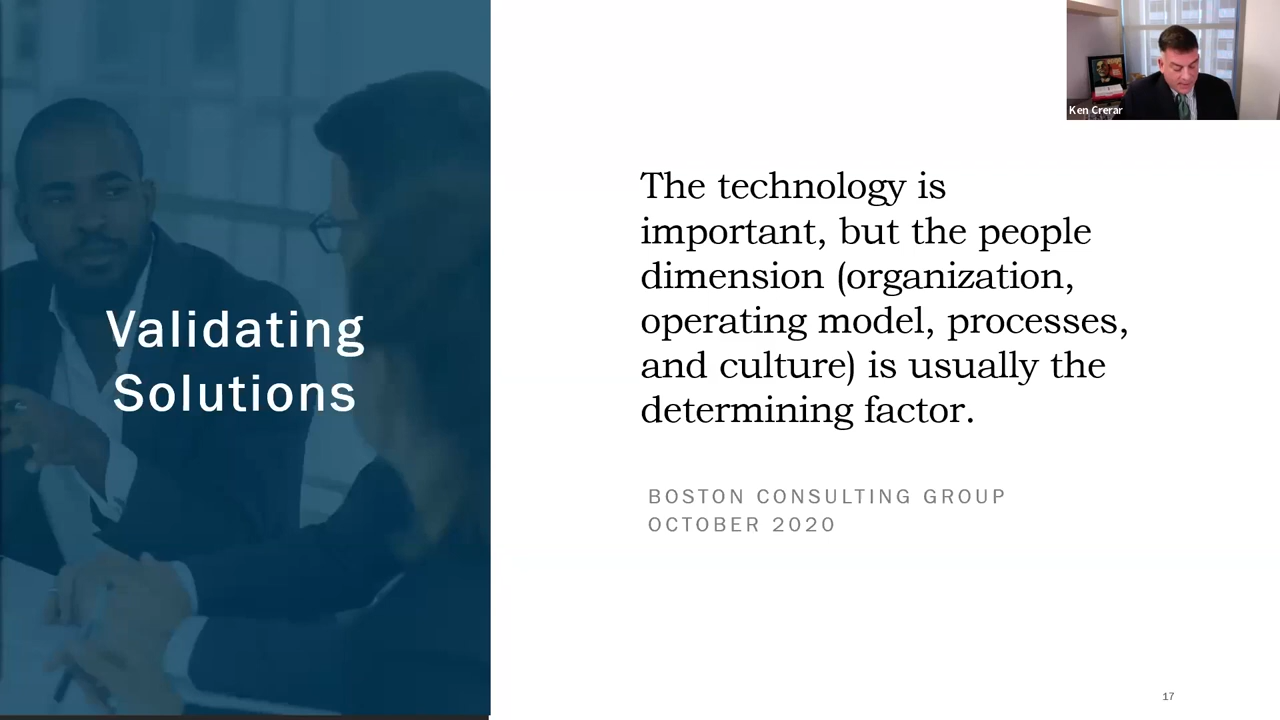 Validating
Solutions
The technology is
important, but the people
dimension (organization,
operating model, processes,
and culture) is usually the
determining factor.
BOSTON CONSULTING GROUP
OCTOBER 2020
Ken Crerar
17